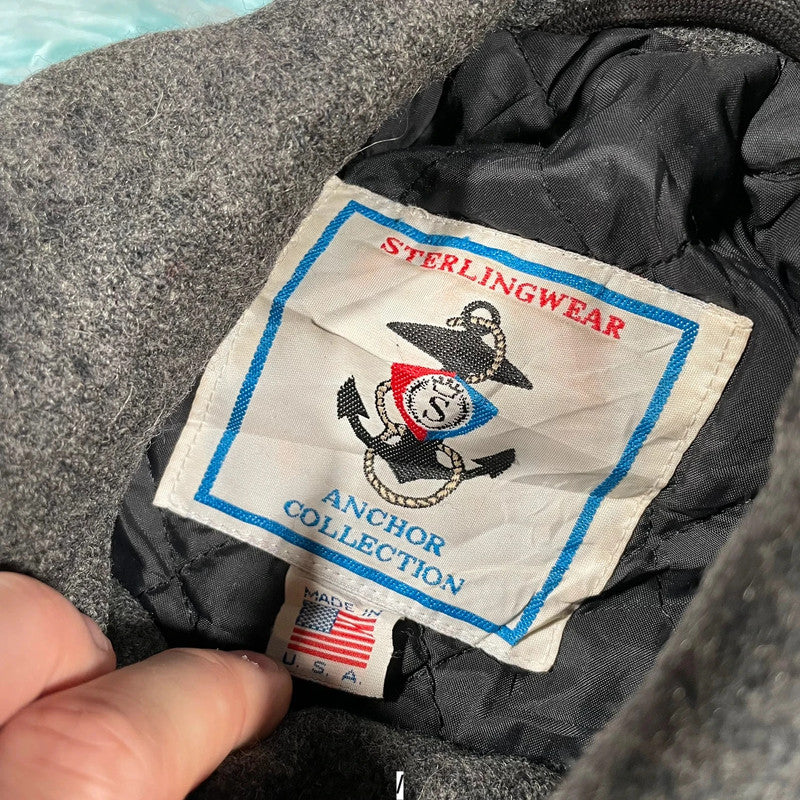 STERLINGWEAR
S
ANCHOR
COLLECTION
MADE IN
U.S.A.